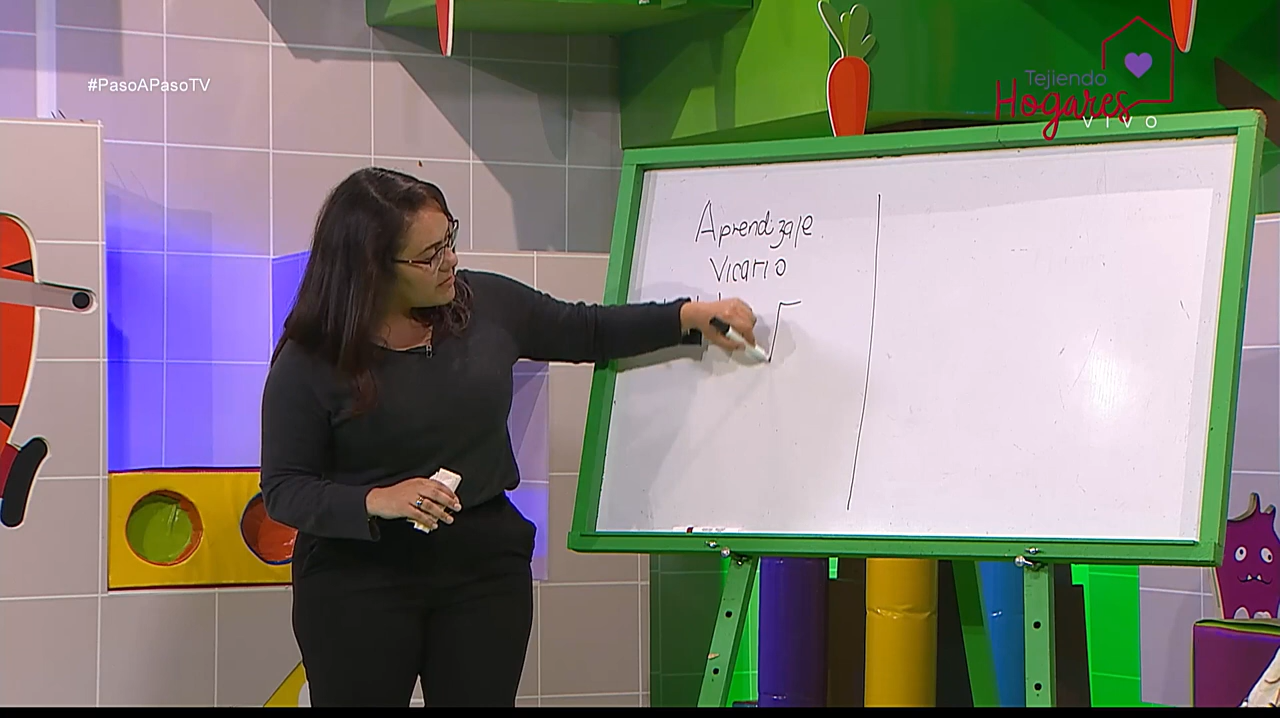 #PasoAPasoTV
Tejiendo
Hogares
VIVO
Aprendizaje
Vicario